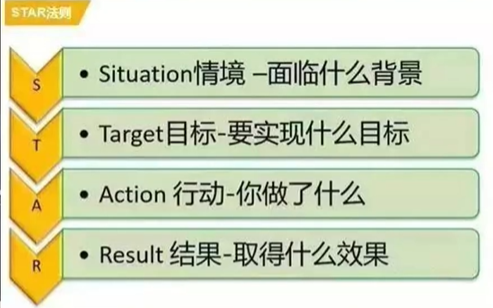 STAR法则
S
• Situation情境 –面临什么背景
T
• Target目标-要实现什么目标
A
• Action 行动-你做了什么
R
• Result 结果-取得什么效果